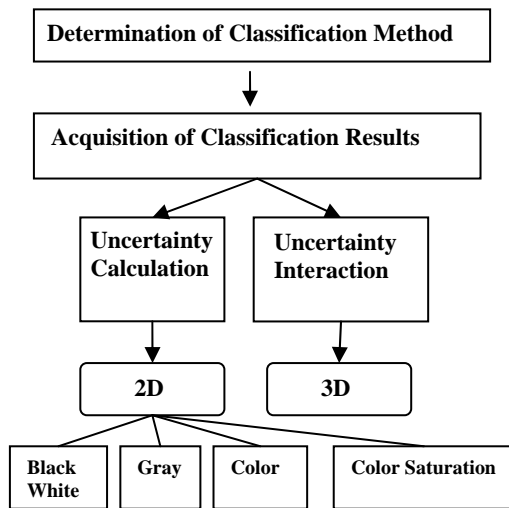 Determination of Classification Method
Acquisition of Classification Results
Uncertainty
Calculation
Uncertainty
Interaction
2D
3D
Black
White
Gray
Color
Color Saturation